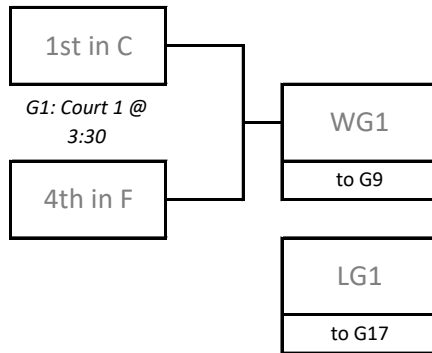 1st in C
G1: Court 1 @
3:30
4th in F
WG1
to G9
LG1
to G17